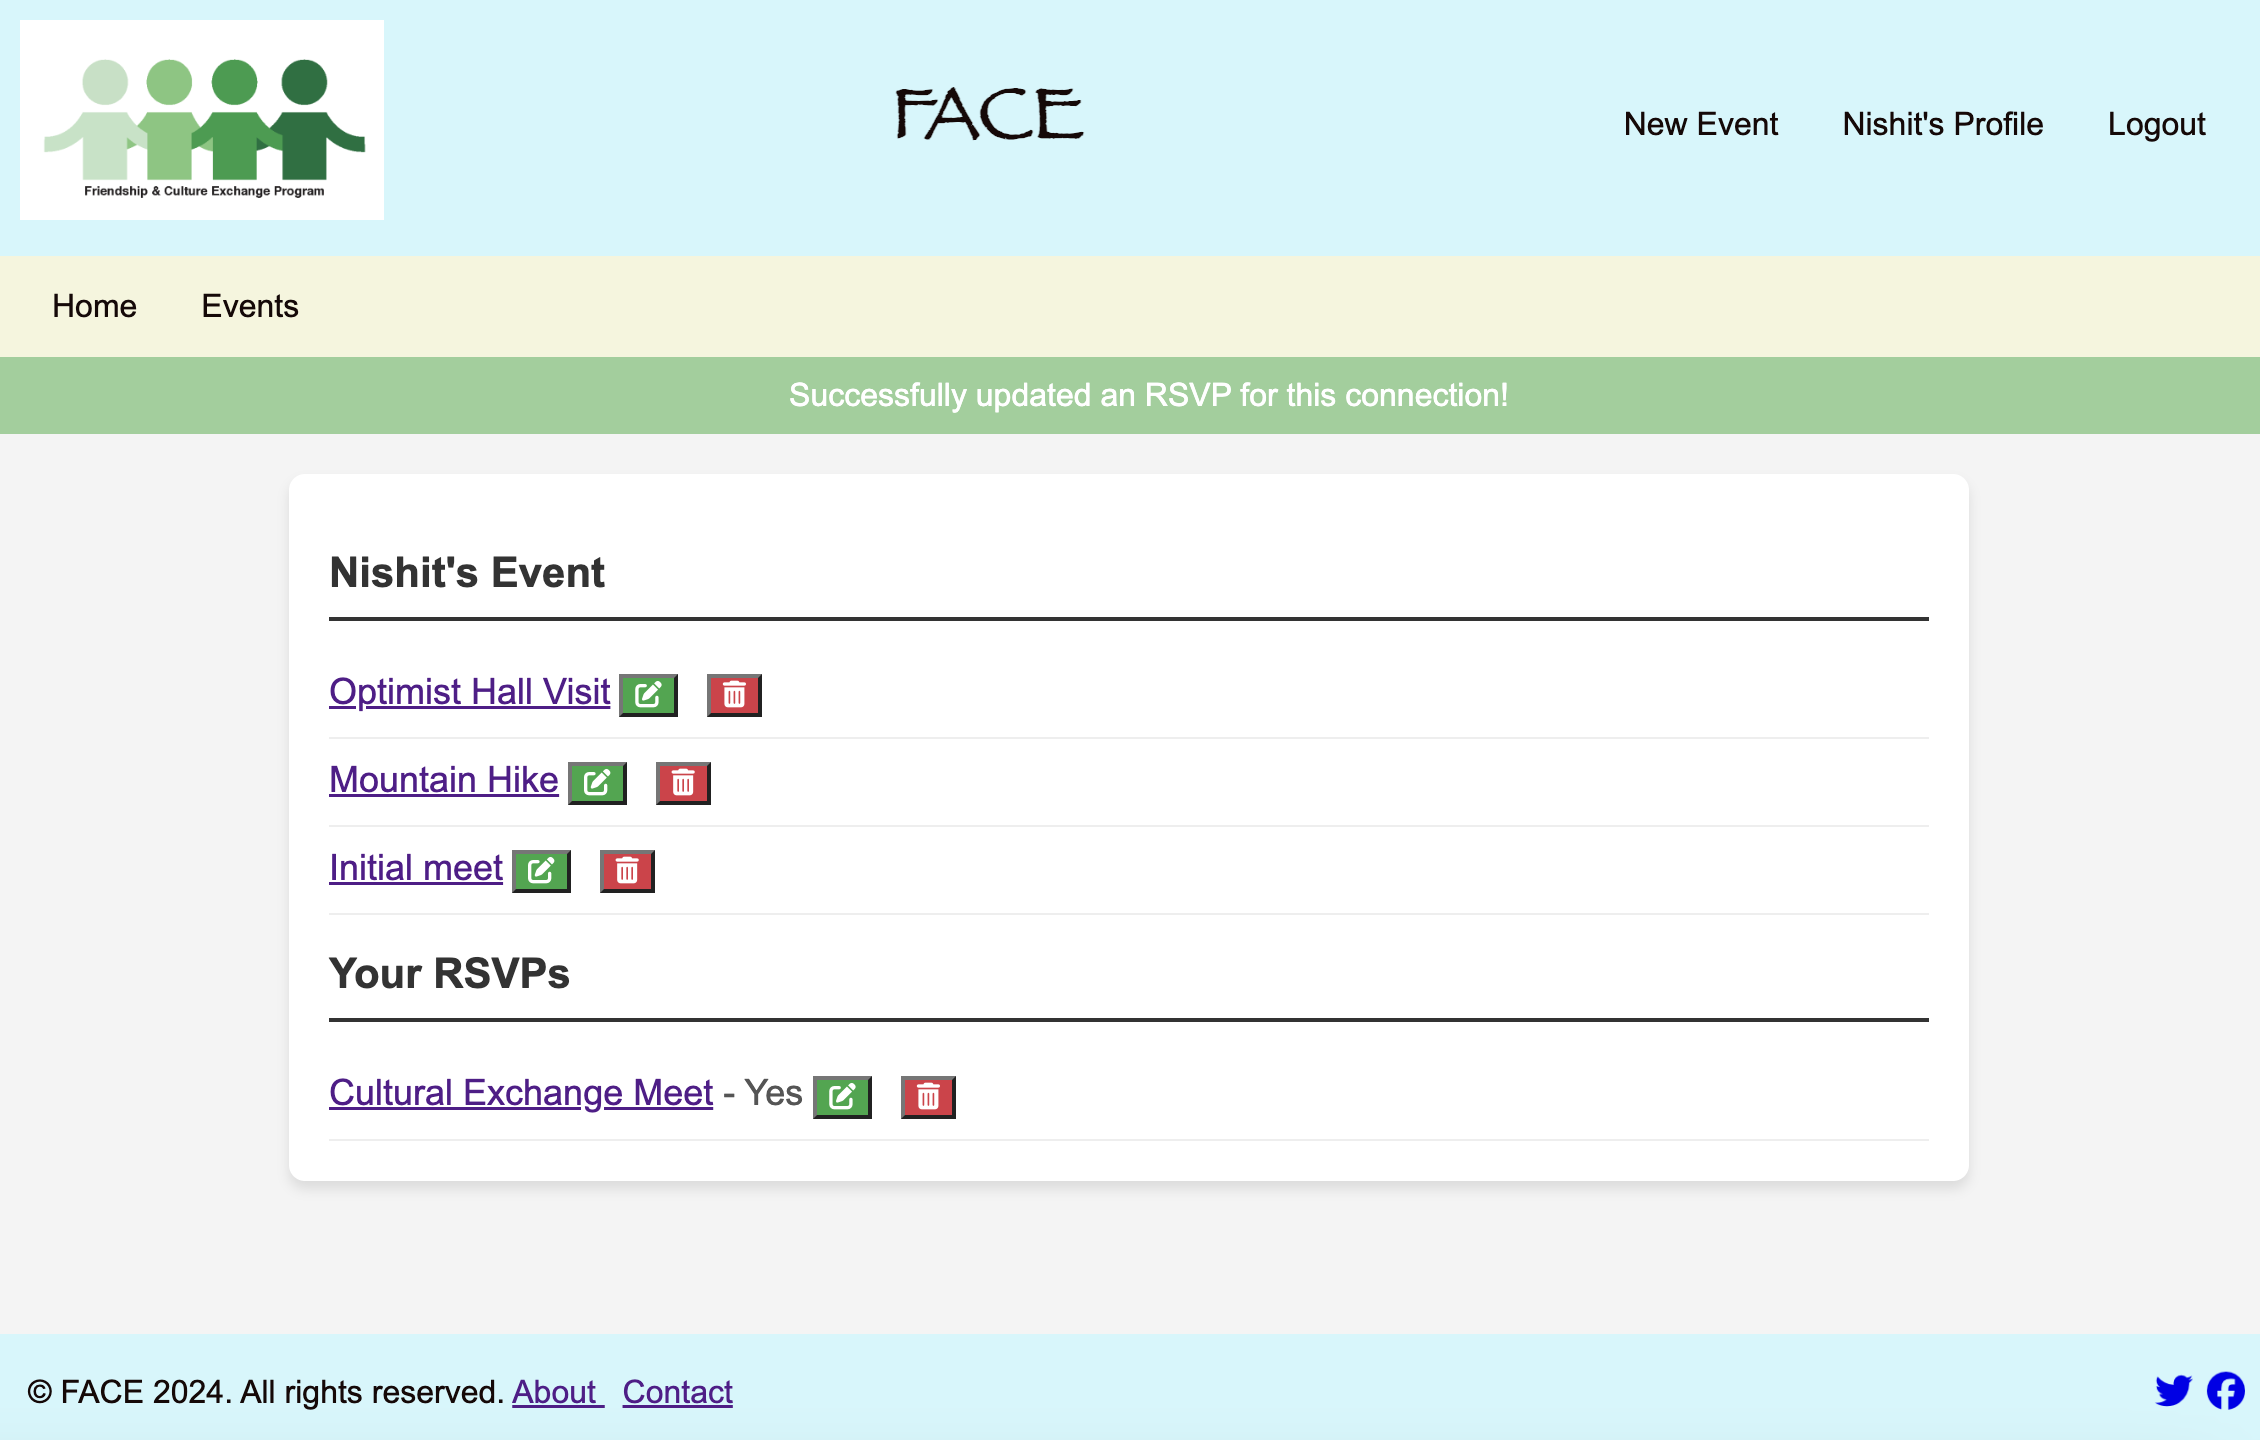 Friendship & Culture Exchange Program
FACE
New Event Nishit's Profile Logout
Home Events
Successfully updated an RSVP for this connection!
Nishit's Event
Optimist Hall Visit
Mountain Hike
Initial meet
Your RSVPs
Cultural Exchange Meet - Yes
© FACE 2024. All rights reserved. About Contact